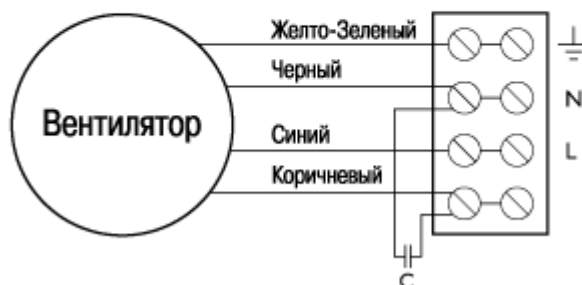 Желто-Зеленый
Черный
N
Вентилятор
Синий
L
Коричневый
C